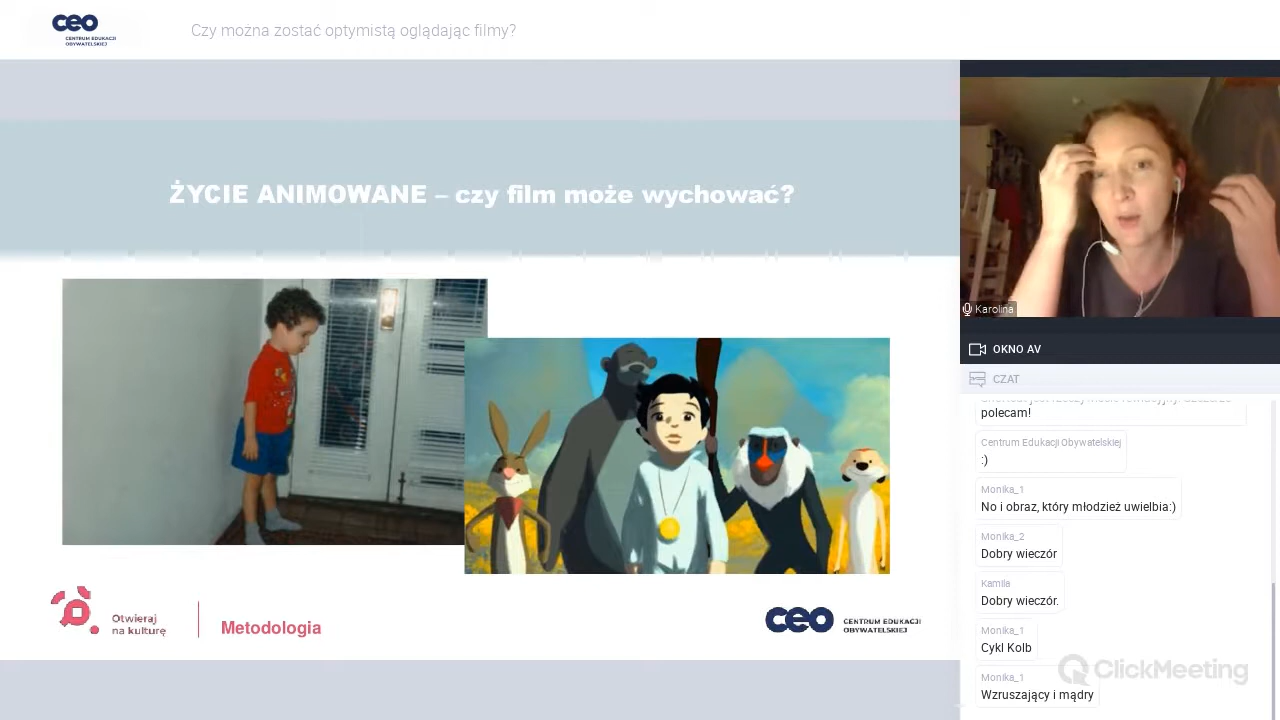 ceo
CENTRUM EDUKACJI
OBYWATELSKIEJ
Czy można zostać optymistą oglądając filmy?
ŻYCIE ANIMOWANE – czy film może wychować?
Otwieraj
na kulturę
Metodologia
ceo
CENTRUM EDUKACJI
OBYWATELSKIEJ
Karolina
OKNO AV
CZAT
polecam!
Centrum Edukacji Obywatelskiej
:)
Monika_1
No i obraz, który młodzież uwielbia:)
Monika_2
Dobry wieczór
Kamila
Dobry wieczór.
Monika_1
Cykl Kolb
Monika_1
Wzruszający i mądry
ClickMeeting